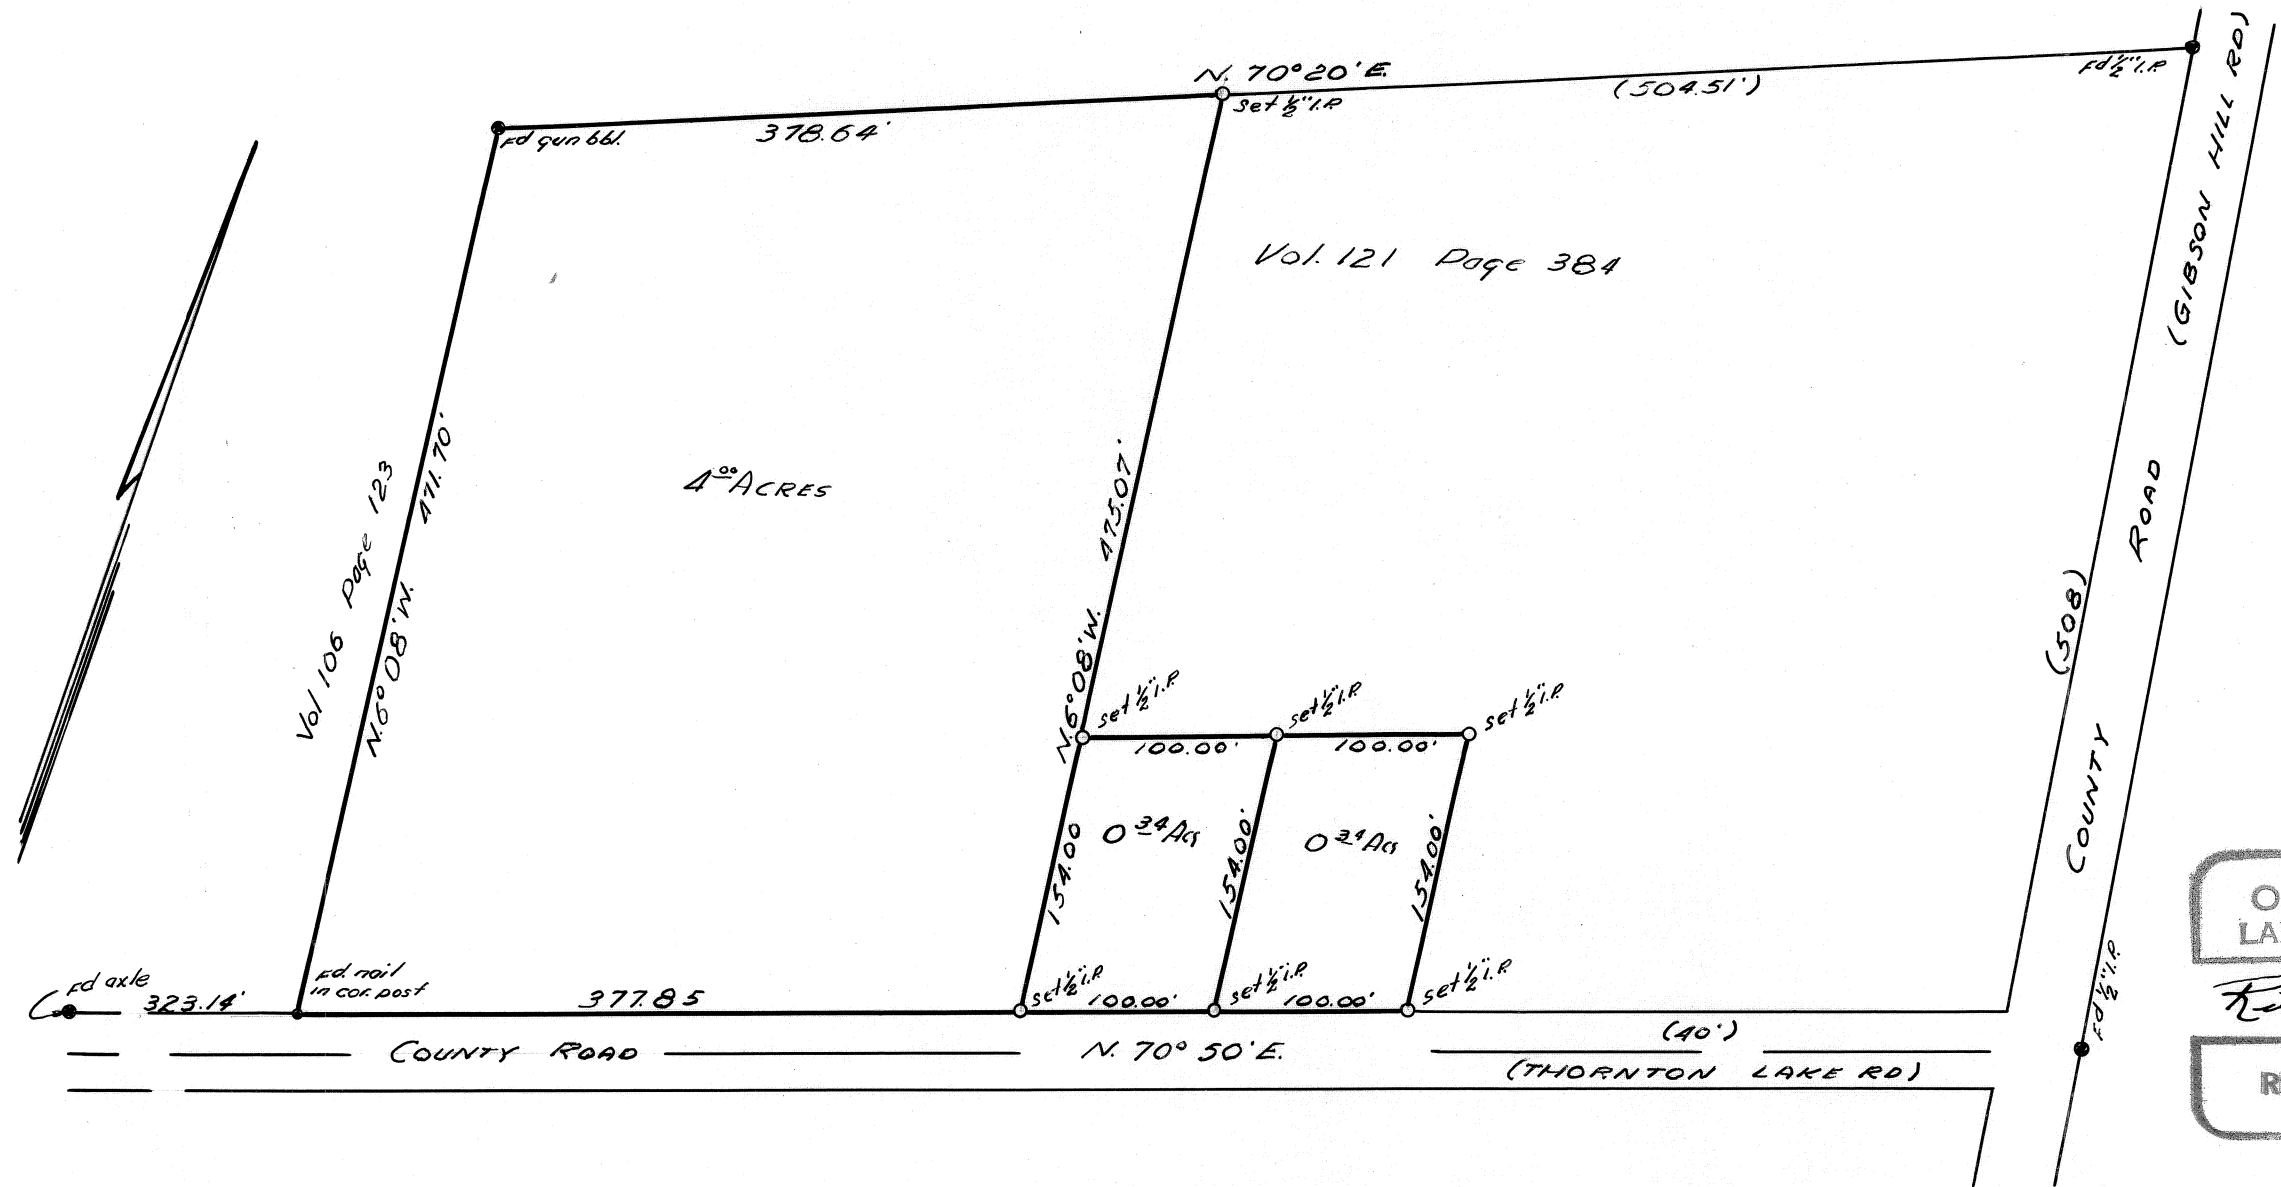 N. 70° 20' E.
(504.51')
Fd ½" I.P.
set ½" I.P.
Fd gun bbl.
378.64'
(GIBSON HILL RD)
Vol. 121 Page 384
Vol 106 Page 123
471.70'
N. 6° 08' W.
4 00 ACRES
475.07'
N. 6° 08' W.
ROAD
(508)
COUNTY
set ½" I.P.
set ½" I.P.
set ½" I.P.
100.00'
100.00'
154.00
0 34 Acs
154.00'
0 34 Acs
154.00'
Fd axle
323.14'
Fd. nail
in cor. post
377.85
set ½" I.P.
100.00'
set ½" I.P.
100.00'
set ½" I.P.
Fd ½" I.P.
(40')
COUNTY ROAD
N. 70° 50' E.
(THORNTON LAKE RD)
O
LA
R